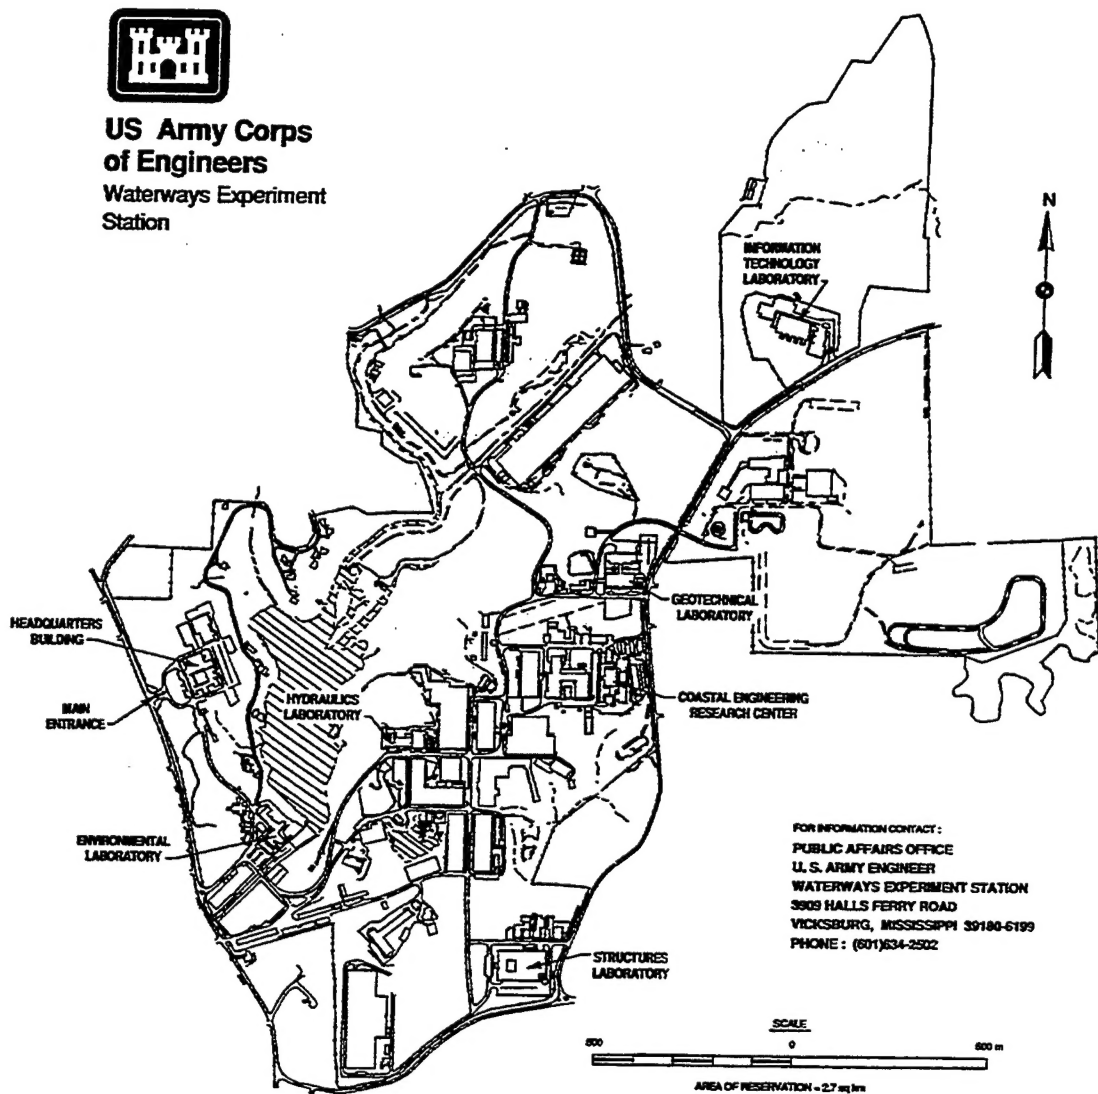 US Army Corps
of Engineers
Waterways Experiment
Station
N
INFORMATION
TECHNOLOGY
LABORATORY
HEADQUARTERS
BUILDING
MAIN
ENTRANCE
HYDRAULICS
LABORATORY
GEOTECHNICAL
LABORATORY
COASTAL ENGINEERING
RESEARCH CENTER
ENVIRONMENTAL
LABORATORY
STRUCTURES
LABORATORY
FOR INFORMATION CONTACT :
PUBLIC AFFAIRS OFFICE
U. S. ARMY ENGINEER
WATERWAYS EXPERIMENT STATION
3909 HALLS FERRY ROAD
VICKSBURG, MISSISSIPPI 39180-6199
PHONE : (601)634-2502
SCALE
0
AREA OF RESERVATION = 2.7 sq km